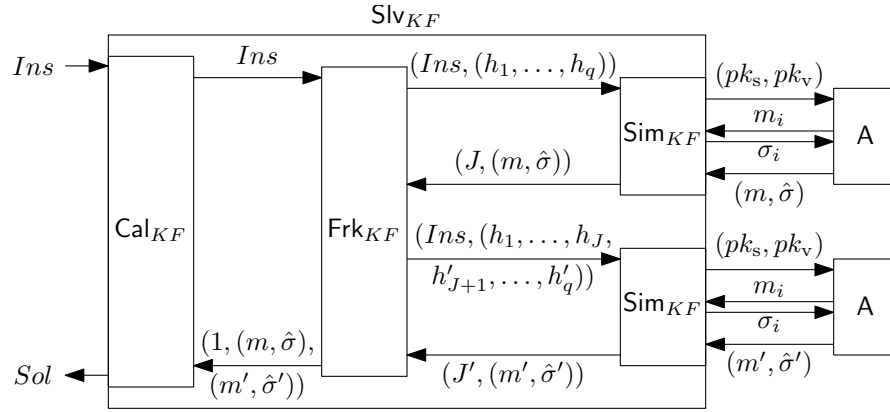 Slv_{KF}
Ins
Ins
(Ins, (h_1, . . . , h_q))
(pk_s, pk_v)
m_i
Sim_{KF}
A
σ_i
(J, (m, σ̂))
(m, σ̂)
Cal_{KF}
Frk_{KF}
(Ins, (h_1, . . . , h_J,
h'_{J+1}, . . . , h'_q))
(pk_s, pk_v)
m_i
Sim_{KF}
A
σ_i
(1, (m, σ̂),
(m', σ̂'))
(J', (m', σ̂'))
(m', σ̂')
Sol